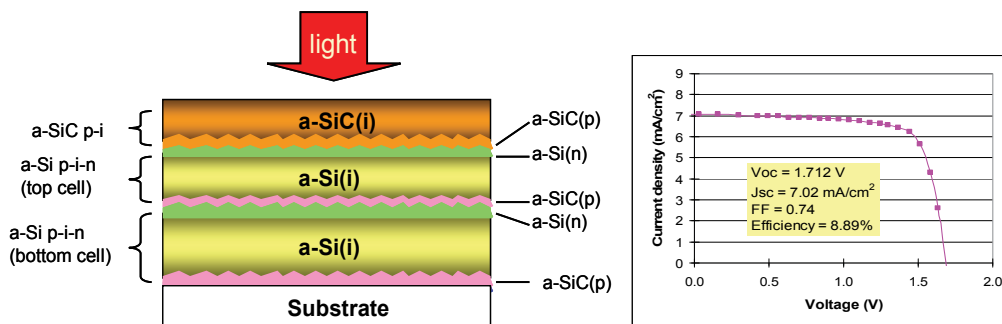 light
a-SiC p-i
a-SiC(i)
a-SiC(p)
a-Si(n)
a-Si p-i-n
(top cell)
a-Si(i)
a-SiC(p)
a-Si(n)
a-Si p-i-n
(bottom cell)
a-Si(i)
a-SiC(p)
Substrate
Current density (mA/cm²)
9
8
7
6
5
4
3
2
1
0
Voc = 1.712 V
Jsc = 7.02 mA/cm²
FF = 0.74
Efficiency = 8.89%
0.0 0.5 1.0 1.5 2.0
Voltage (V)